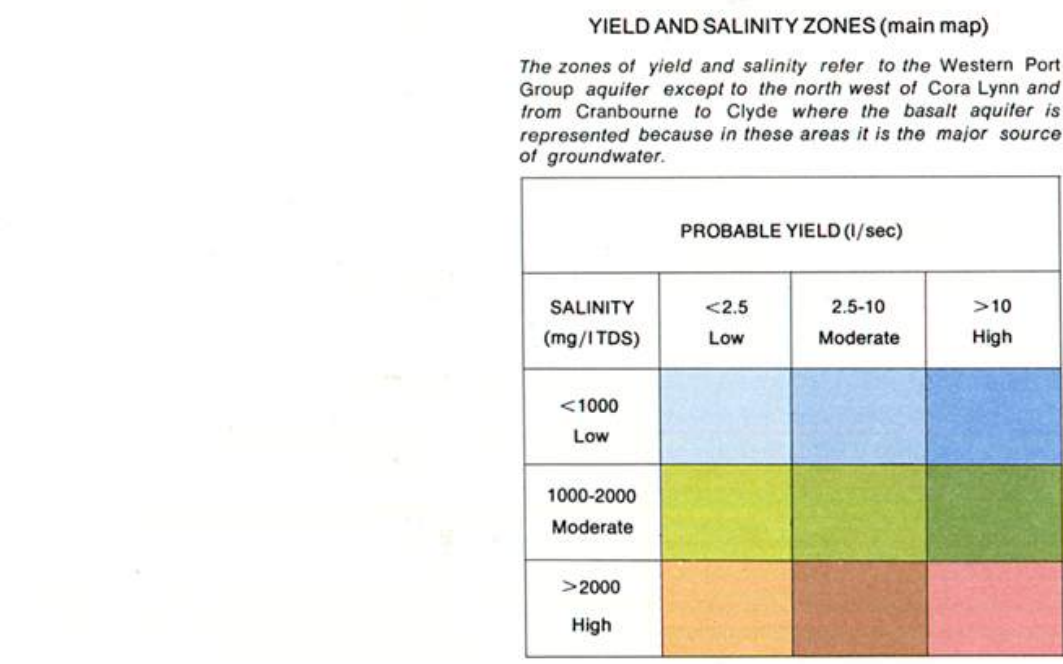 YIELD AND SALINITY ZONES (main map)
The zones of yield and salinity refer to the Western Port
Group aquifer except to the north west of Cora Lynn and
from Cranbourne to Clyde where the basalt aquifer is
represented because in these areas it is the major source
of groundwater.
PROBABLE YIELD (l/sec)
SALINITY
(mg/l TDS)
<2.5
Low
2.5-10
Moderate
>10
High
<1000
Low
1000-2000
Moderate
>2000
High